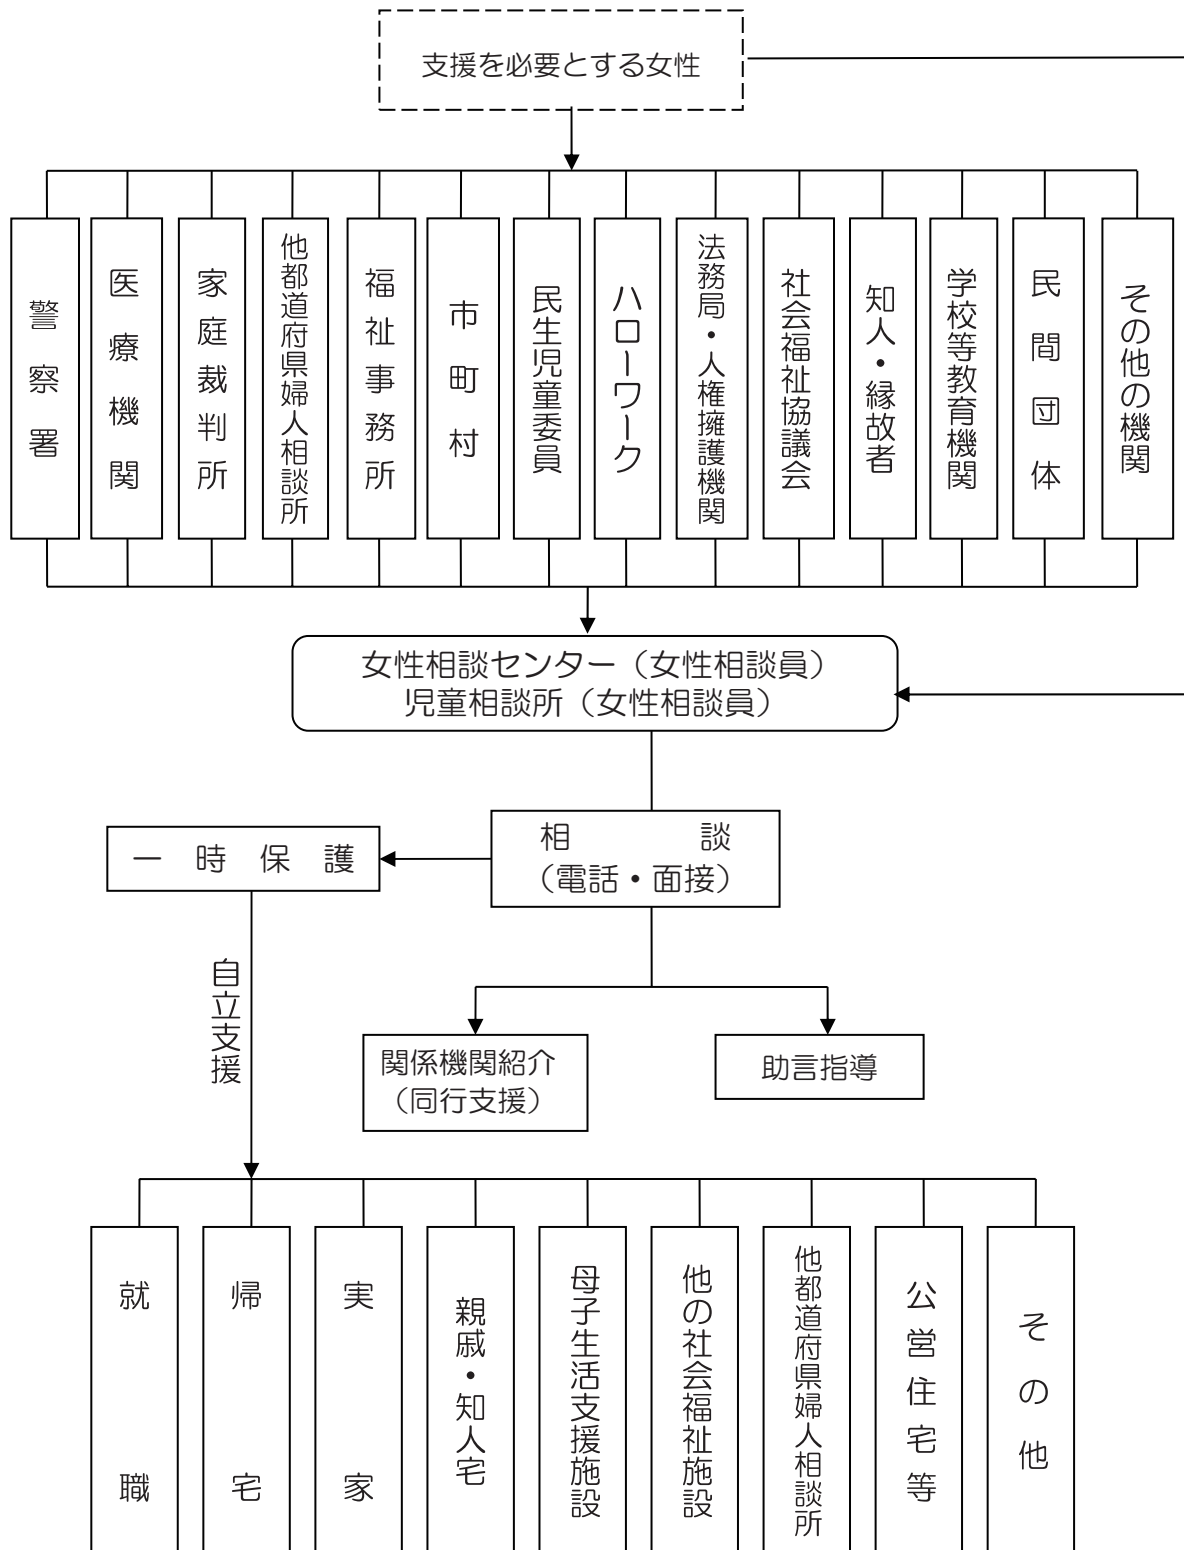 支援を必要とする女性
警察署
医療機関
家庭裁判所
他都道府県婦人相談所
福祉事務所
市町村
民生児童委員
ハローワーク
法務局・人権擁護機関
社会福祉協議会
知人・縁故者
学校等教育機関
民間団体
その他の機関
女性相談センター（女性相談員）
児童相談所（女性相談員）
相談
（電話・面接）
一時保護
自立支援
関係機関紹介
（同行支援）
助言指導
就職
帰宅
実家
親戚・知人宅
母子生活支援施設
他の社会福祉施設
他都道府県婦人相談所
公営住宅等
その他